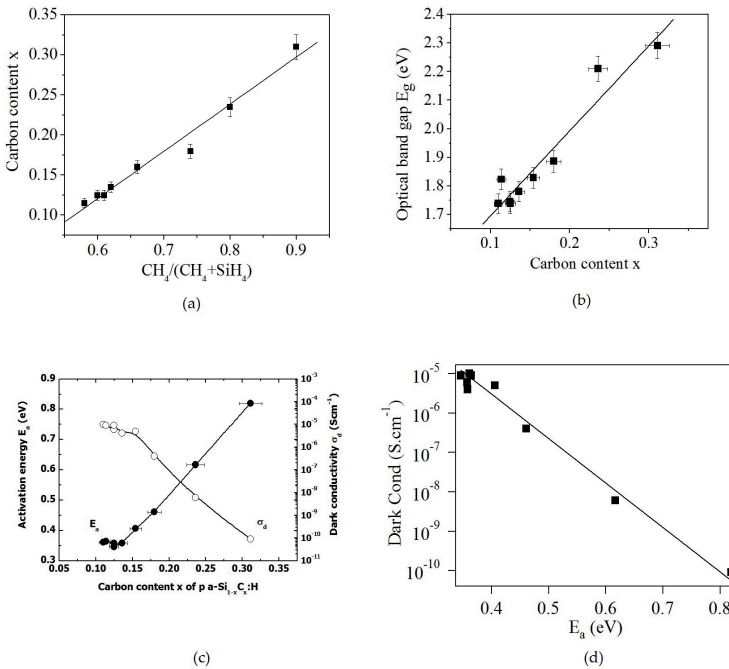 0.35
0.30
0.25
0.20
0.15
0.10
Carbon content x
0.6 0.7 0.8 0.9
CH4/(CH4+SiH4)
(a)
2.4
2.3
2.2
2.1
2.0
1.9
1.8
1.7
Optical band gap Eg (eV)
0.1 0.2 0.3
Carbon content x
(b)
0.9
0.8
0.7
0.6
0.5
0.4
0.3
Activation energy Ea (eV)
Ea
σd
10^-3
10^-4
10^-5
10^-6
10^-7
10^-8
10^-9
10^-10
10^-11
Dark conductivity σd (Scm^-1)
0.05 0.10 0.15 0.20 0.25 0.30 0.35
Carbon content x of p a-Si1-xCx:H
(c)
10^-5
10^-6
10^-7
10^-8
10^-9
10^-10
Dark Cond (S.cm^-1)
0.4 0.5 0.6 0.7 0.8
Ea (eV)
(d)